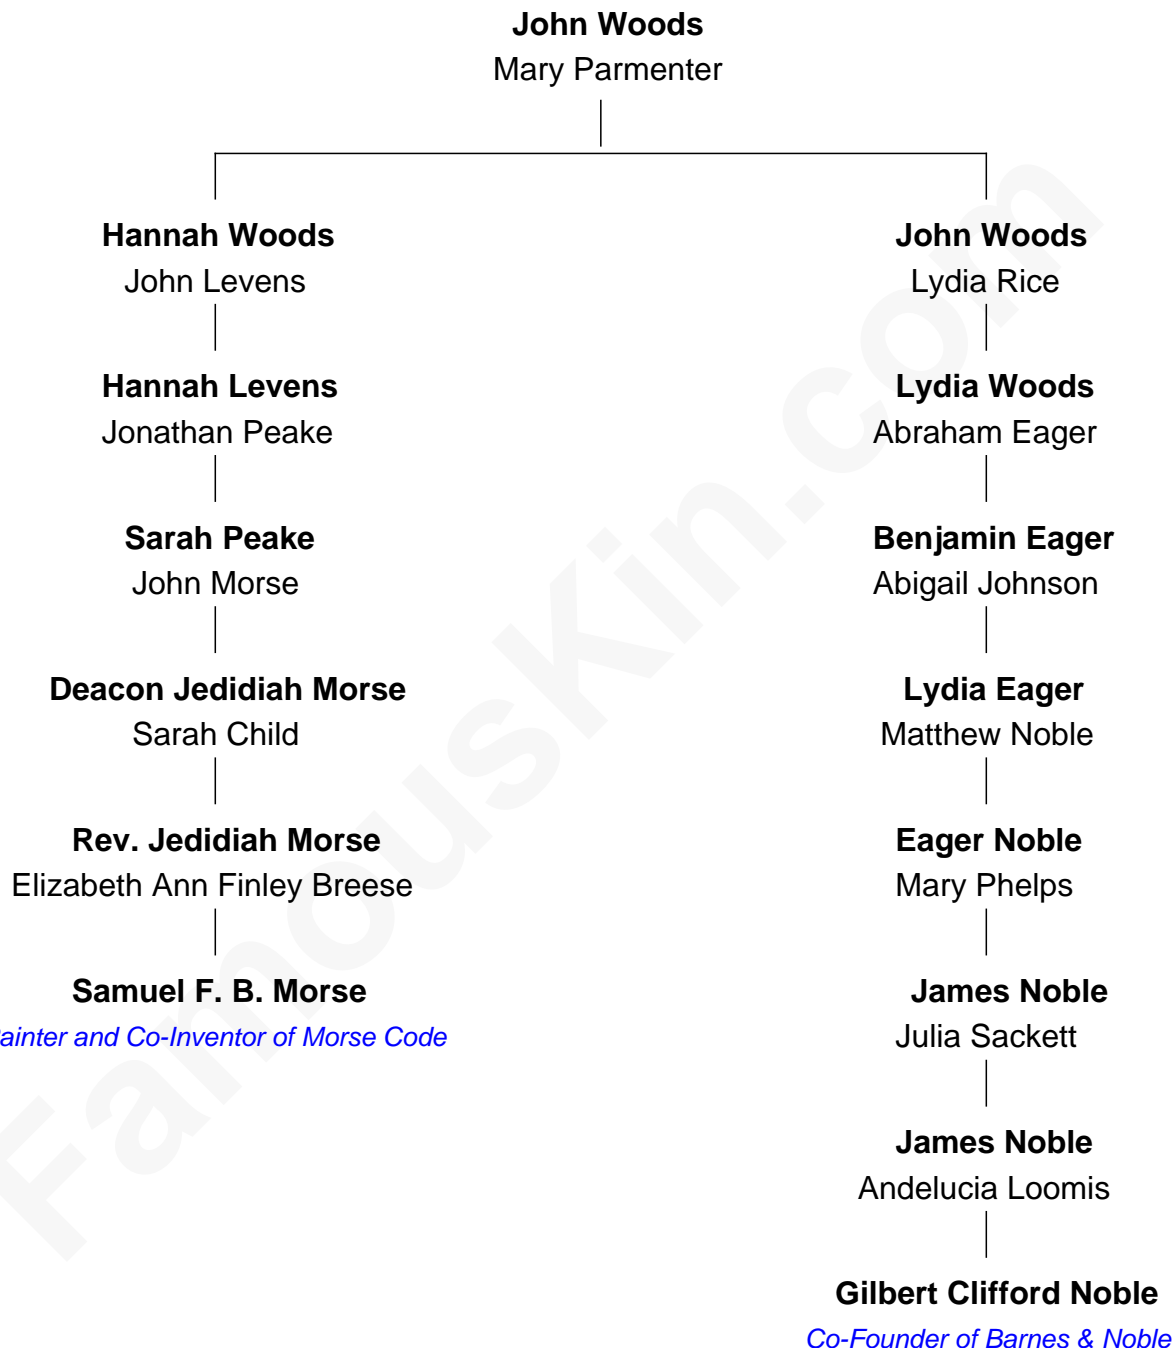 John Woods
Mary Parmenter
Hannah Woods
John Levens
John Woods
Lydia Rice
Hannah Levens
Jonathan Peake
Lydia Woods
Abraham Eager
Sarah Peake
John Morse
Benjamin Eager
Abigail Johnson
Deacon Jedidiah Morse
Sarah Child
Lydia Eager
Matthew Noble
Rev. Jedidiah Morse
Elizabeth Ann Finley Breese
Eager Noble
Mary Phelps
Samuel F. B. Morse
ainter and Co-Inventor of Morse Code
James Noble
Julia Sackett
James Noble
Andelucia Loomis
Gilbert Clifford Noble
Co-Founder of Barnes & Noble
FamousKin.com